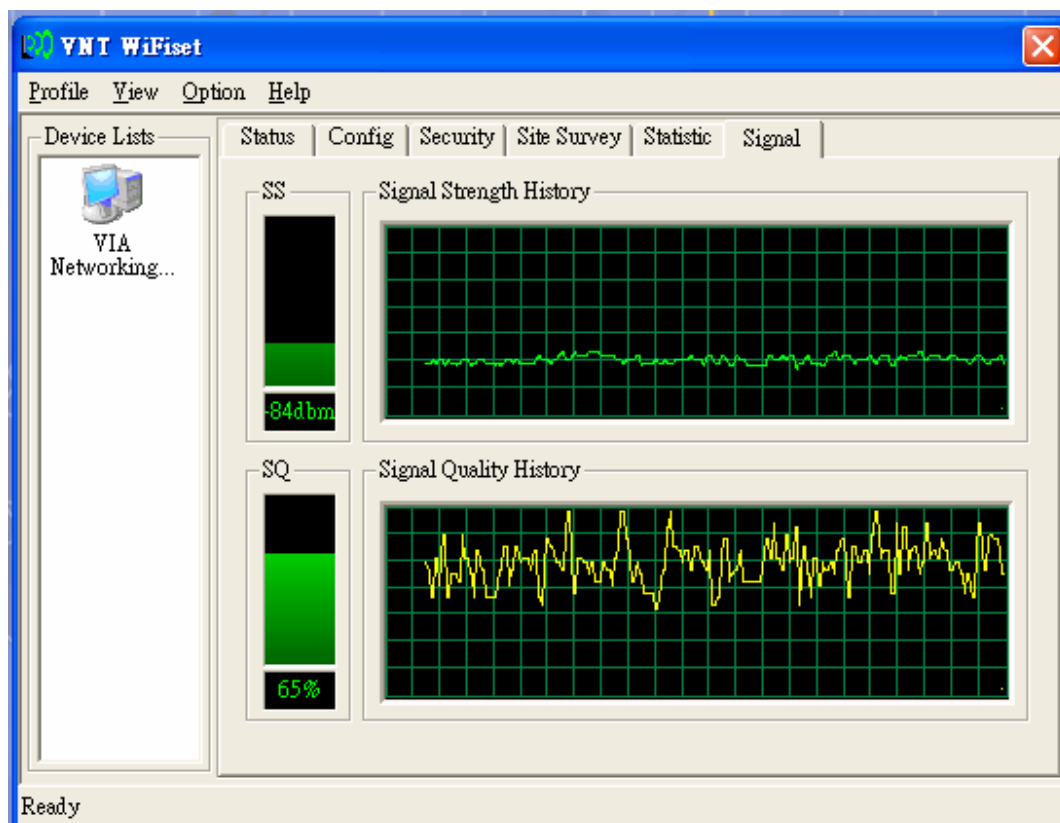 VNT WiFiset
Profile View Option Help
Device Lists
VIA
Networking...
Status Config Security Site Survey Statistic Signal
SS
-84dbm
Signal Strength History
SQ
65%
Signal Quality History
Ready